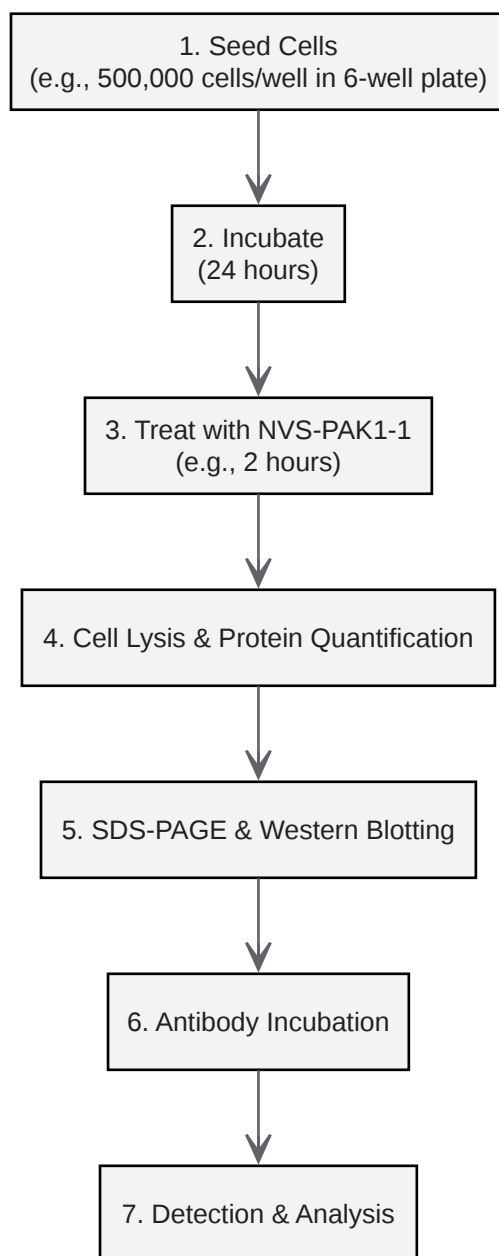 1. Seed Cells
(e.g., 500,000 cells/well in 6-well plate)
2. Incubate
(24 hours)
3. Treat with NVS-PAK1-1
(e.g., 2 hours)
4. Cell Lysis & Protein Quantification
5. SDS-PAGE & Western Blotting
6. Antibody Incubation
7. Detection & Analysis